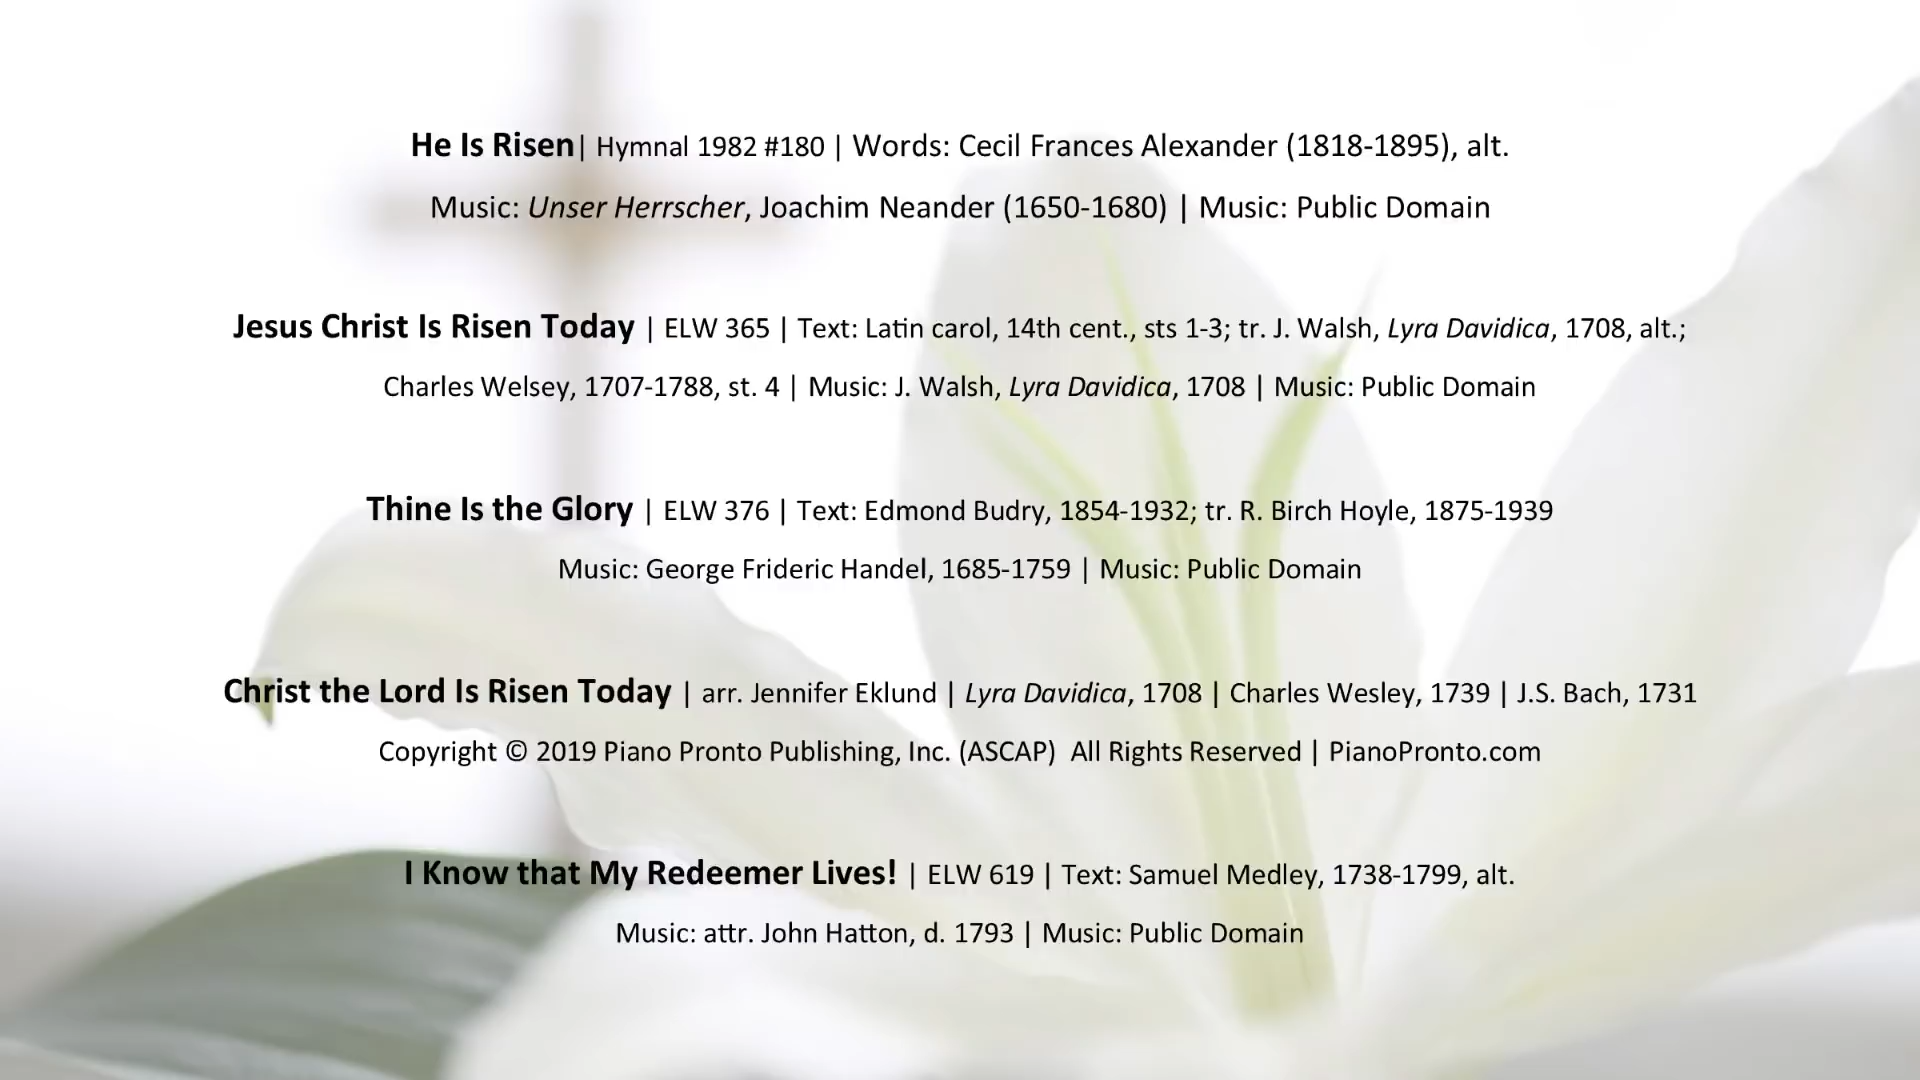 He Is Risen| Hymnal 1982 #180 | Words: Cecil Frances Alexander (1818-1895), alt.
Music: Unser Herrscher, Joachim Neander (1650-1680) | Music: Public Domain
Jesus Christ Is Risen Today | ELW 365 | Text: Latin carol, 14th cent., sts 1-3; tr. J. Walsh, Lyra Davidica, 1708, alt.;
Charles Welsey, 1707-1788, st. 4 | Music: J. Walsh, Lyra Davidica, 1708 | Music: Public Domain
Thine Is the Glory | ELW 376 | Text: Edmond Budry, 1854-1932; tr. R. Birch Hoyle, 1875-1939
Music: George Frideric Handel, 1685-1759 | Music: Public Domain
Christ the Lord Is Risen Today | arr. Jennifer Eklund | Lyra Davidica, 1708 | Charles Wesley, 1739 | J.S. Bach, 1731
Copyright © 2019 Piano Pronto Publishing, Inc. (ASCAP)  All Rights Reserved | PianoPronto.com
I Know that My Redeemer Lives! | ELW 619 | Text: Samuel Medley, 1738-1799, alt.
Music: attr. John Hatton, d. 1793 | Music: Public Domain